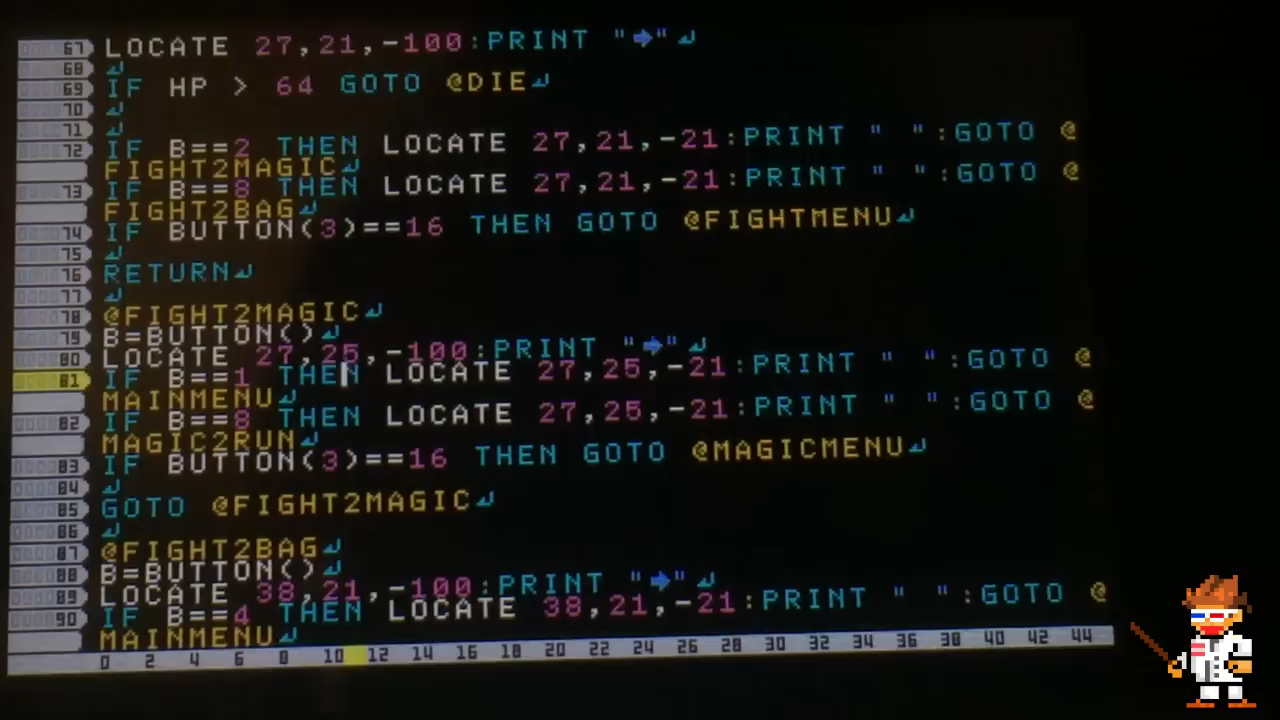 67 LOCATE 27,21,-100:PRINT "➡"↵
68 ↵
69 IF HP > 64 GOTO @DIE↵
70 ↵
71 ↵
72 IF B==2 THEN LOCATE 27,21,-21:PRINT " ":GOTO @
FIGHT2MAGIC↵
73 IF B==8 THEN LOCATE 27,21,-21:PRINT " ":GOTO @
FIGHT2BAG↵
74 IF BUTTON(3)==16 THEN GOTO @FIGHTMENU↵
75 ↵
76 RETURN↵
77 ↵
78 @FIGHT2MAGIC↵
79 B=BUTTON()↵
80 LOCATE 27,25,-100:PRINT "➡"↵
81 IF B==1 THEN LOCATE 27,25,-21:PRINT " ":GOTO @
MAINMENU↵
82 IF B==8 THEN LOCATE 27,25,-21:PRINT " ":GOTO @
MAGIC2RUN↵
83 IF BUTTON(3)==16 THEN GOTO @MAGICMENU↵
84 ↵
85 GOTO @FIGHT2MAGIC↵
86 ↵
87 @FIGHT2BAG↵
88 B=BUTTON()↵
89 LOCATE 38,21,-100:PRINT "➡"↵
90 IF B==4 THEN LOCATE 38,21,-21:PRINT " ":GOTO @
MAINMENU↵
0 2 4 6 8 10 12 14 16 18 20 22 24 26 28 30 32 34 36 38 40 42 44